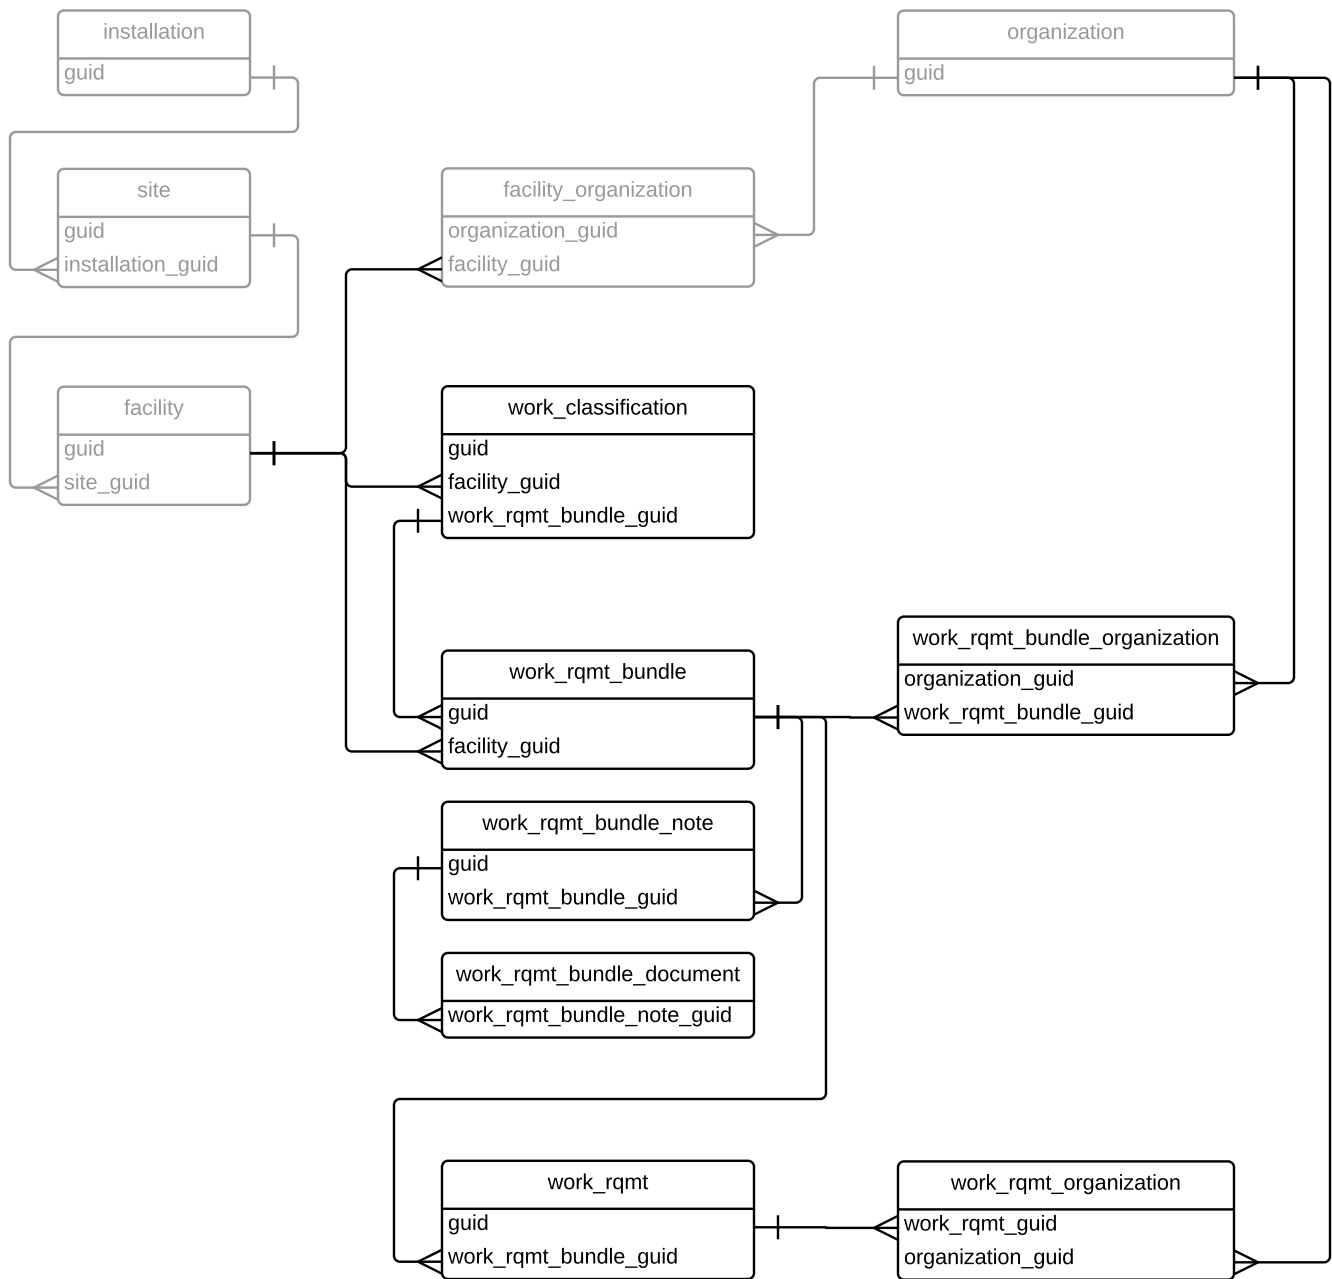 installation
guid
organization
guid
site
guid
installation_guid
facility_organization
organization_guid
facility_guid
facility
guid
site_guid
work_classification
guid
facility_guid
work_rqmt_bundle_guid
work_rqmt_bundle
guid
facility_guid
work_rqmt_bundle_organization
organization_guid
work_rqmt_bundle_guid
work_rqmt_bundle_note
guid
work_rqmt_bundle_guid
work_rqmt_bundle_document
work_rqmt_bundle_note_guid
work_rqmt
guid
work_rqmt_bundle_guid
work_rqmt_organization
work_rqmt_guid
organization_guid